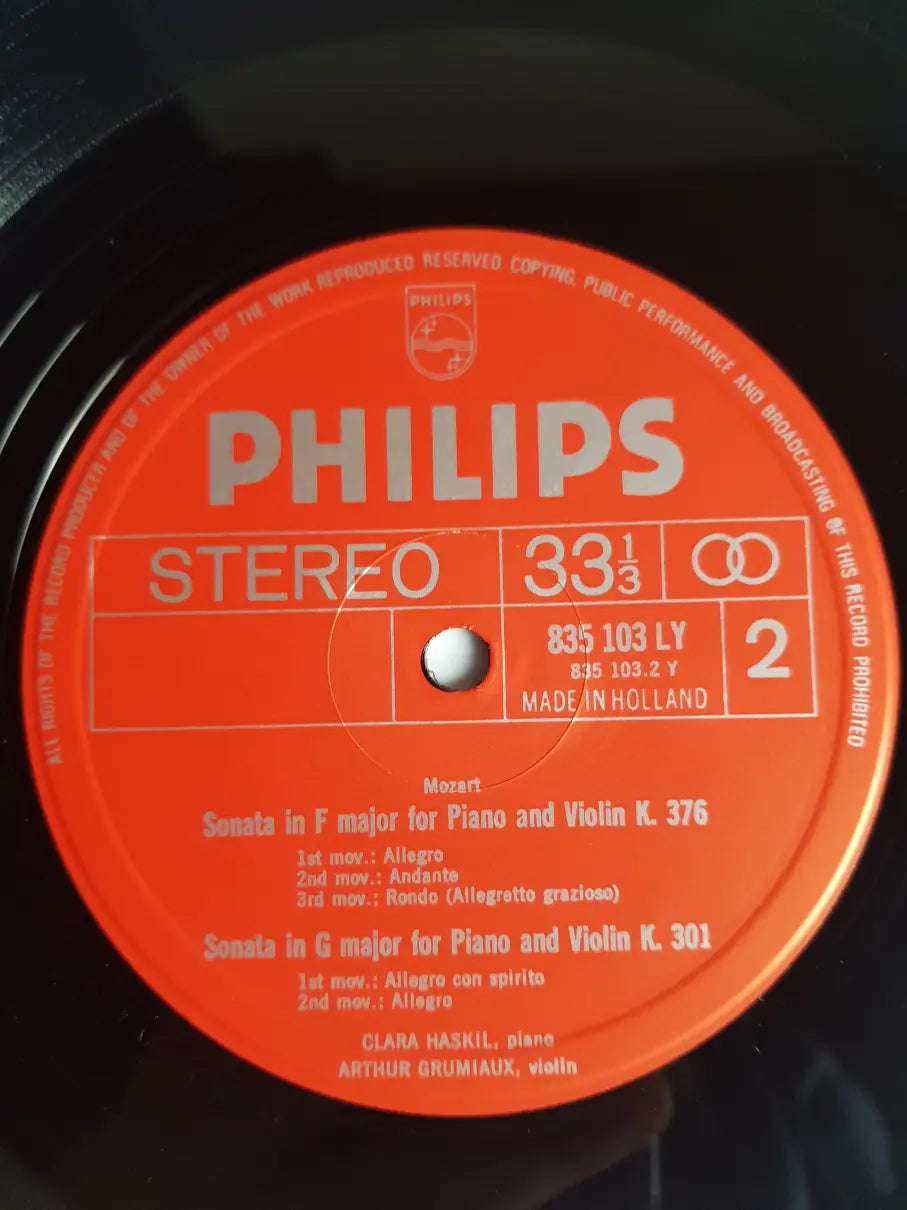 ALL RIGHTS OF THE RECORD PRODUCER AND OF THE OWNER OF THE WORK REPRODUCED RESERVED COPYING, PUBLIC PERFORMANCE AND BROADCASTING OF THIS RECORD PROHIBITED
PHILIPS
PHILIPS
STEREO 33 1/3
835 103 LY 2
835 103.2 Y
MADE IN HOLLAND
Mozart
Sonata in F major for Piano and Violin K. 376
1st mov.: Allegro
2nd mov.: Andante
3rd mov.: Rondo (Allegretto grazioso)
Sonata in G major for Piano and Violin K. 301
1st mov.: Allegro con spirito
2nd mov.: Allegro
CLARA HASKIL, piano
ARTHUR GRUMIAUX, violin